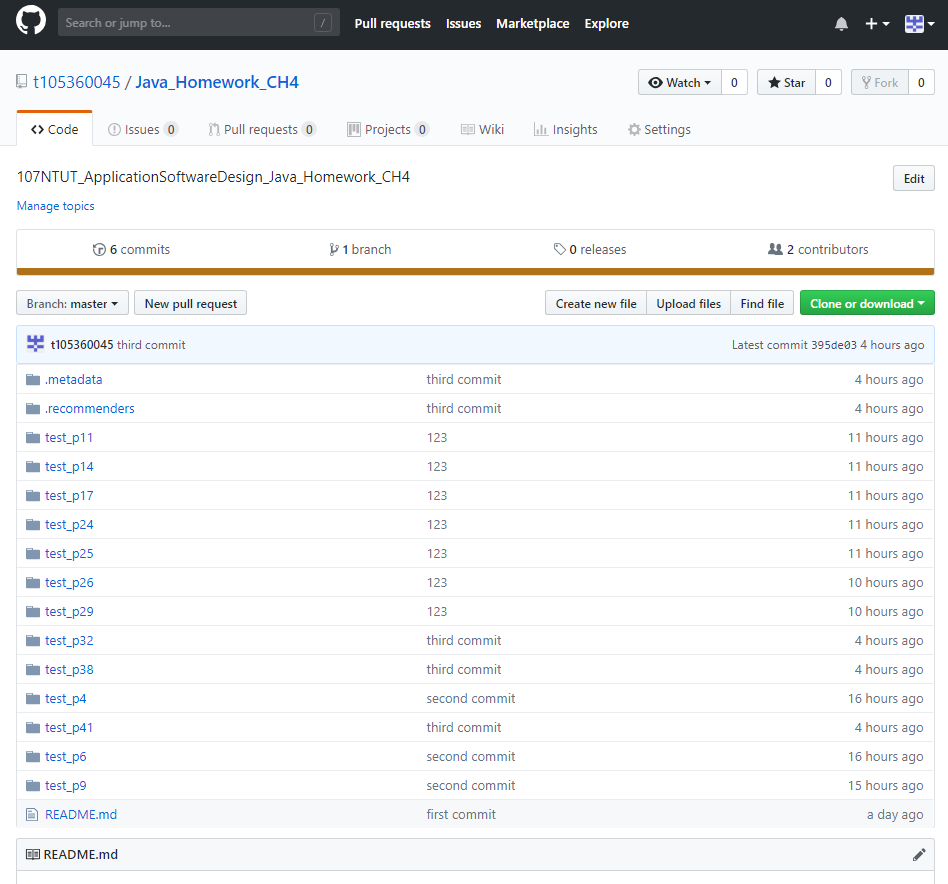 Search or jump to... /
Pull requests Issues Marketplace Explore
t105360045 / Java_Homework_CH4
Watch 0 Star 0 Fork 0
Code Issues 0 Pull requests 0 Projects 0 Wiki Insights Settings
107NTUT_ApplicationSoftwareDesign_Java_Homework_CH4
Edit
Manage topics
6 commits 1 branch 0 releases 2 contributors
Branch: master New pull request Create new file Upload files Find file Clone or download
t105360045 third commit Latest commit 395de03 4 hours ago
.metadata third commit 4 hours ago
.recommenders third commit 4 hours ago
test_p11 123 11 hours ago
test_p14 123 11 hours ago
test_p17 123 11 hours ago
test_p24 123 11 hours ago
test_p25 123 11 hours ago
test_p26 123 10 hours ago
test_p29 123 10 hours ago
test_p32 third commit 4 hours ago
test_p38 third commit 4 hours ago
test_p4 second commit 16 hours ago
test_p41 third commit 4 hours ago
test_p6 second commit 16 hours ago
test_p9 second commit 15 hours ago
README.md first commit a day ago
README.md